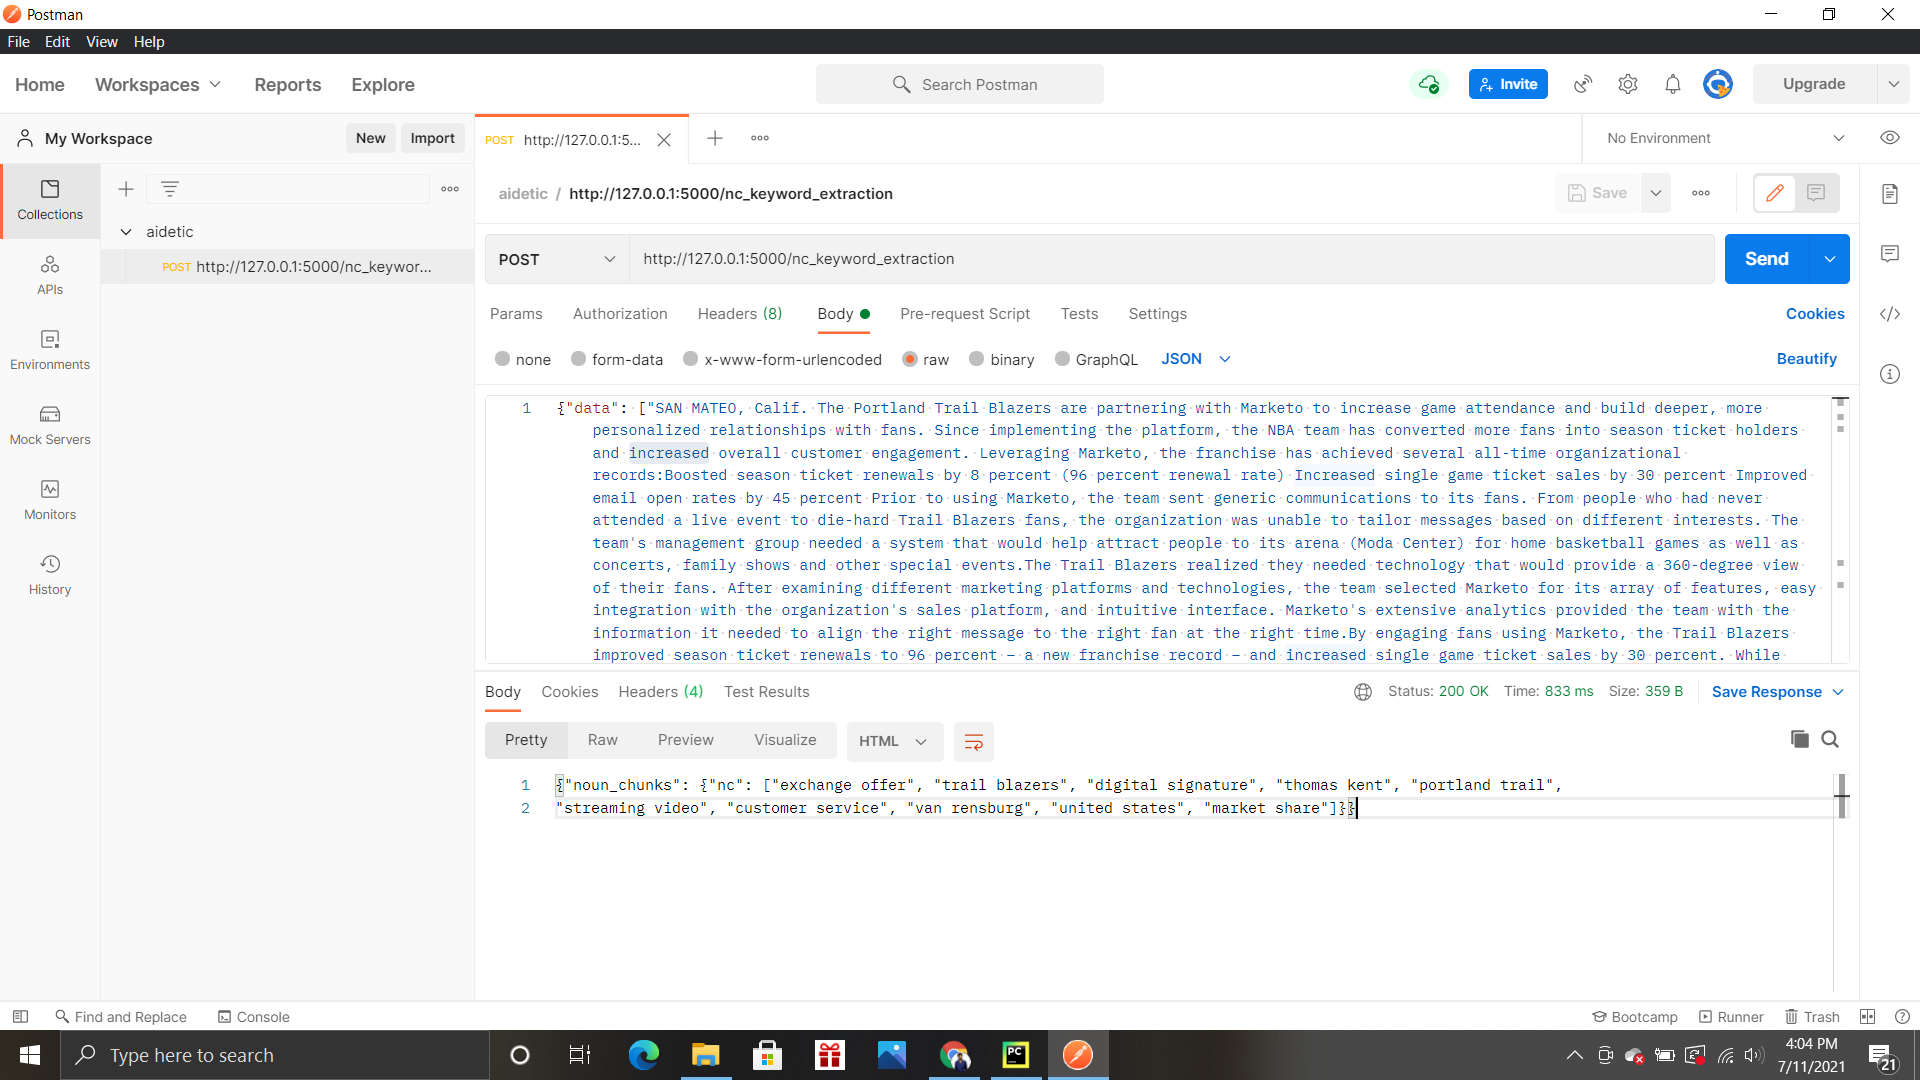 Postman
File Edit View Help
Home Workspaces Reports Explore Search Postman Invite Upgrade
My Workspace New Import POST http://127.0.0.1:5... No Environment
Collections
APIs
Environments
Mock Servers
Monitors
History
aidetic
POST http://127.0.0.1:5000/nc_keywor...
aidetic / http://127.0.0.1:5000/nc_keyword_extraction Save
POST http://127.0.0.1:5000/nc_keyword_extraction Send
Params Authorization Headers (8) Body Pre-request Script Tests Settings Cookies
none form-data x-www-form-urlencoded raw binary GraphQL JSON Beautify
1 {"data": ["SAN MATEO, Calif. The Portland Trail Blazers are partnering with Marketo to increase game attendance and build deeper, more
personalized relationships with fans. Since implementing the platform, the NBA team has converted more fans into season ticket holders
and increased overall customer engagement. Leveraging Marketo, the franchise has achieved several all-time organizational
records:Boosted season ticket renewals by 8 percent (96 percent renewal rate) Increased single game ticket sales by 30 percent Improved
email open rates by 45 percent Prior to using Marketo, the team sent generic communications to its fans. From people who had never
attended a live event to die-hard Trail Blazers fans, the organization was unable to tailor messages based on different interests. The
team's management group needed a system that would help attract people to its arena (Moda Center) for home basketball games as well as
concerts, family shows and other special events.The Trail Blazers realized they needed technology that would provide a 360-degree view
of their fans. After examining different marketing platforms and technologies, the team selected Marketo for its array of features, easy
integration with the organization's sales platform, and intuitive interface. Marketo's extensive analytics provided the team with the
information it needed to align the right message to the right fan at the right time.By engaging fans using Marketo, the Trail Blazers
improved season ticket renewals to 96 percent – a new franchise record – and increased single game ticket sales by 30 percent. While
Body Cookies Headers (4) Test Results Status: 200 OK Time: 833 ms Size: 359 B Save Response
Pretty Raw Preview Visualize HTML
1 {"noun_chunks": {"nc": ["exchange offer", "trail blazers", "digital signature", "thomas kent", "portland trail",
2 "streaming video", "customer service", "van rensburg", "united states", "market share"]}}
Find and Replace Console Bootcamp Runner Trash
Type here to search
PC
4:04 PM
7/11/2021
21